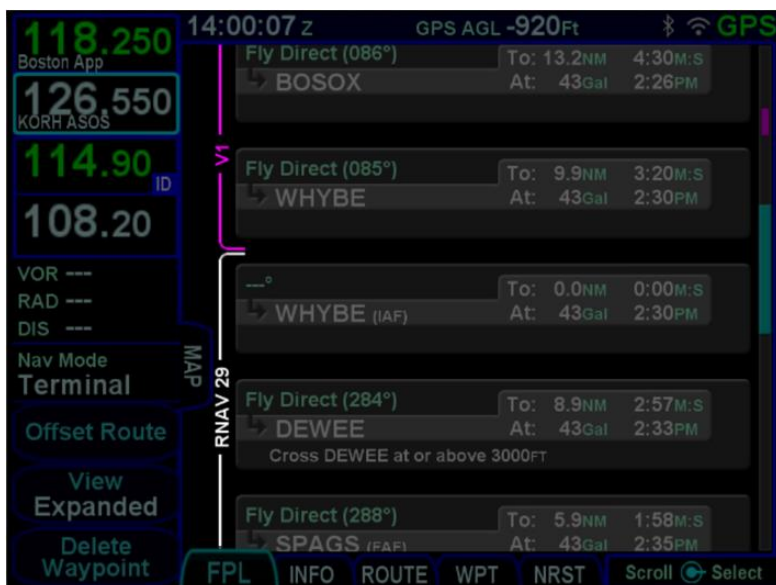 14:00:07 Z GPS AGL -920Ft GPS
118.250
Boston App
126.550
KORH ASOS
114.90 ID
108.20
VOR ---
RAD ---
DIS ---
Nav Mode
Terminal
Offset Route
View
Expanded
Delete
Waypoint
MAP
V1
Fly Direct (086°) To: 13.2NM 4:30M:S
BOSOX At: 43Gal 2:26PM
Fly Direct (085°) To: 9.9NM 3:20M:S
WHYBE At: 43Gal 2:30PM
RNAV 29
---° To: 0.0NM 0:00M:S
WHYBE (IAF) At: 43Gal 2:30PM
Fly Direct (284°) To: 8.9NM 2:57M:S
DEWEE At: 43Gal 2:33PM
Cross DEWEE at or above 3000FT
Fly Direct (288°) To: 5.9NM 1:58M:S
SPAGS (FAF) At: 43Gal 2:35PM
FPL INFO ROUTE WPT NRST Scroll Select